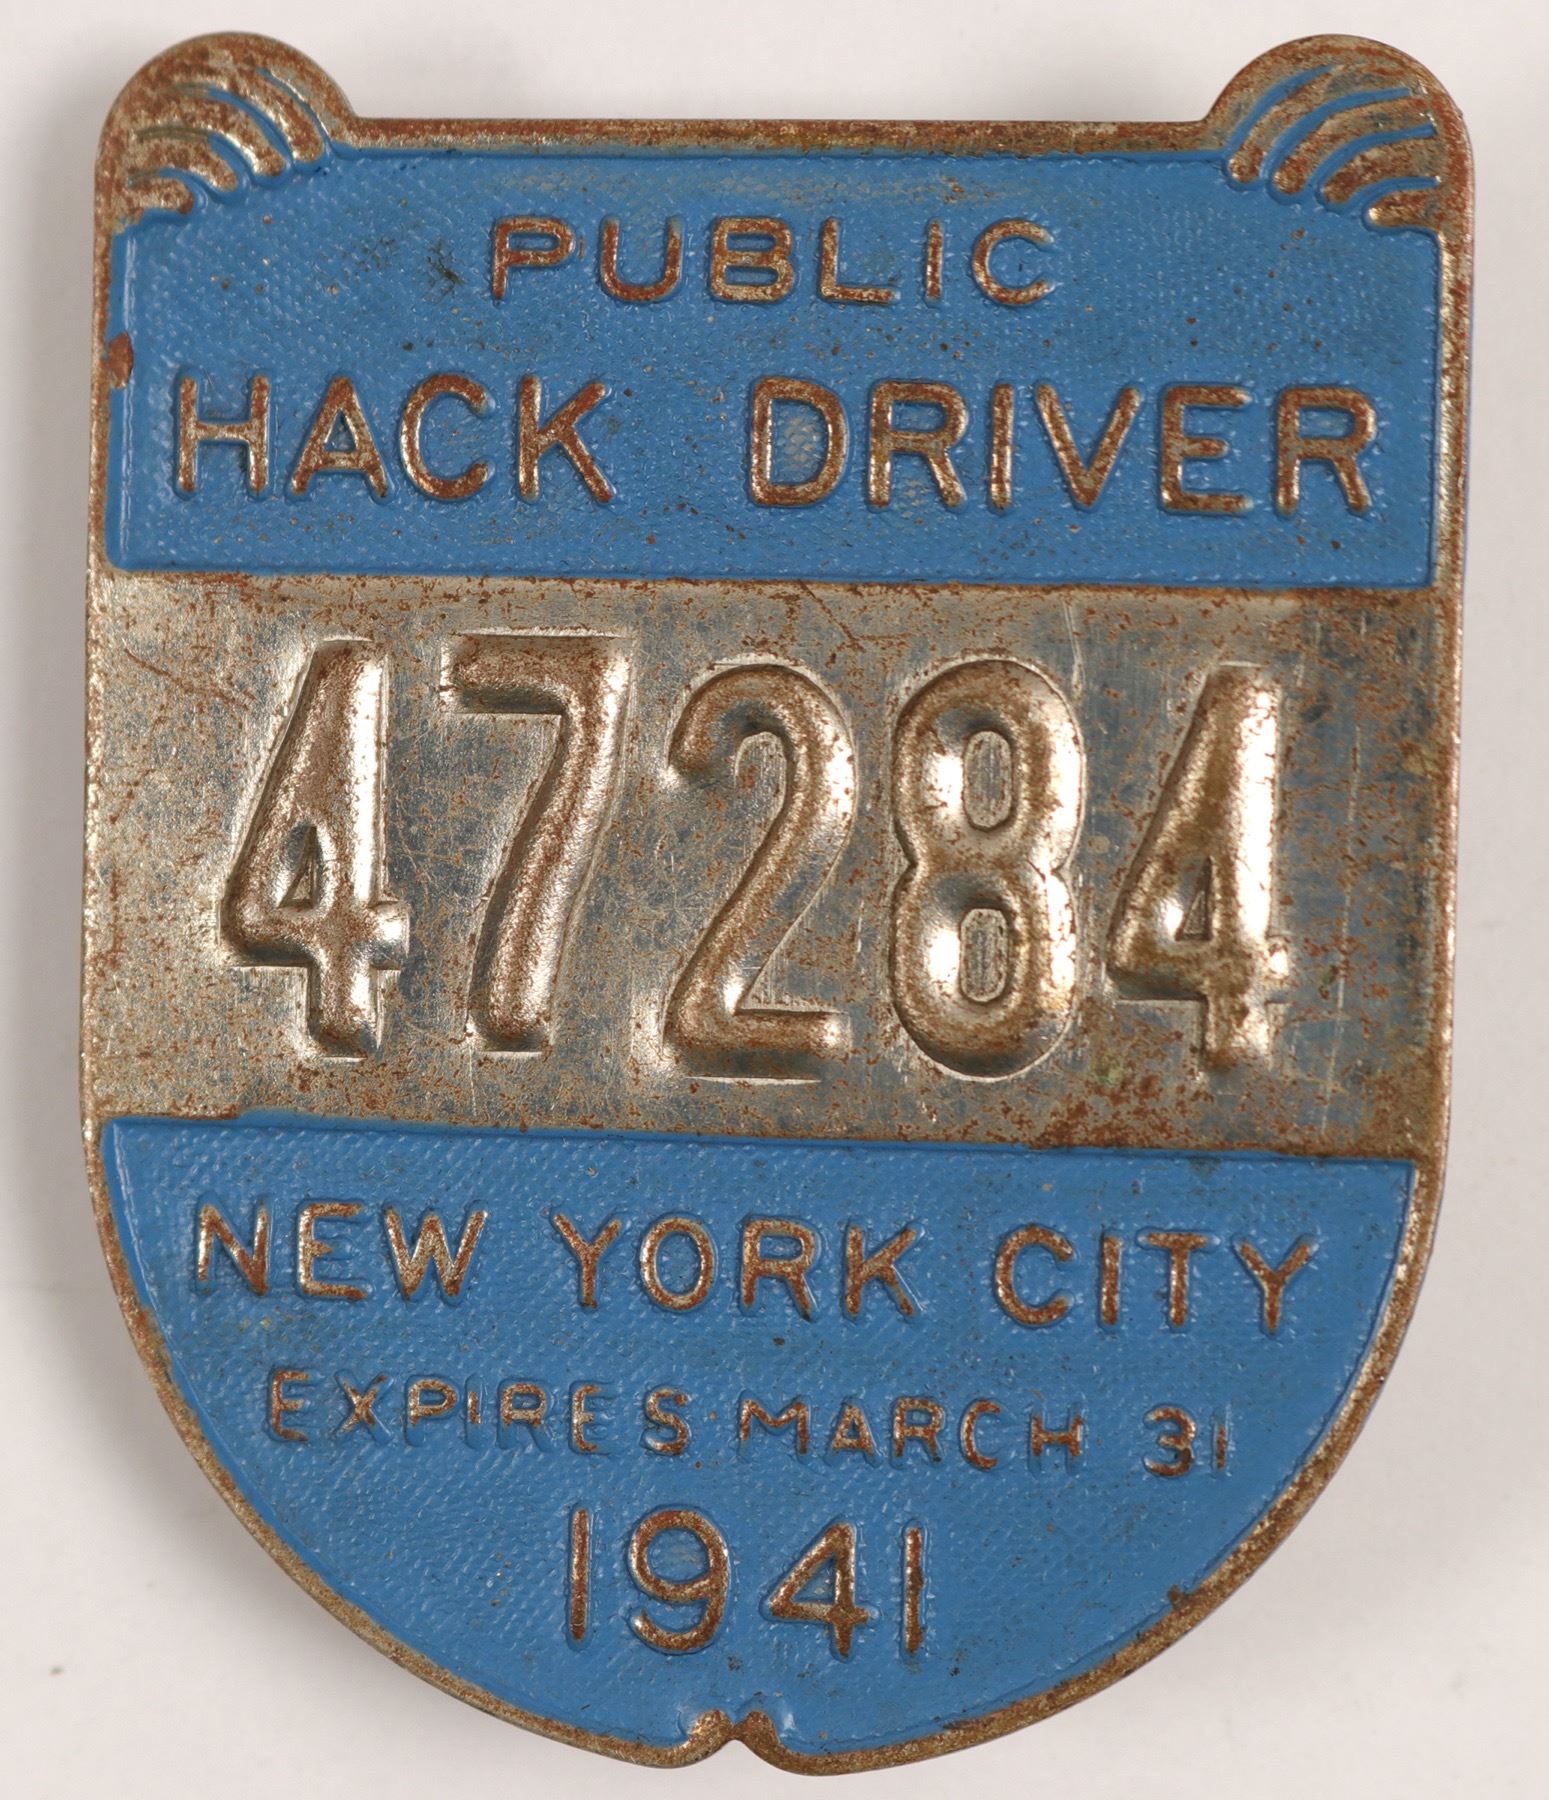 PUBLIC
HACK DRIVER
47284
NEW YORK CITY
EXPIRES MARCH 31
1941